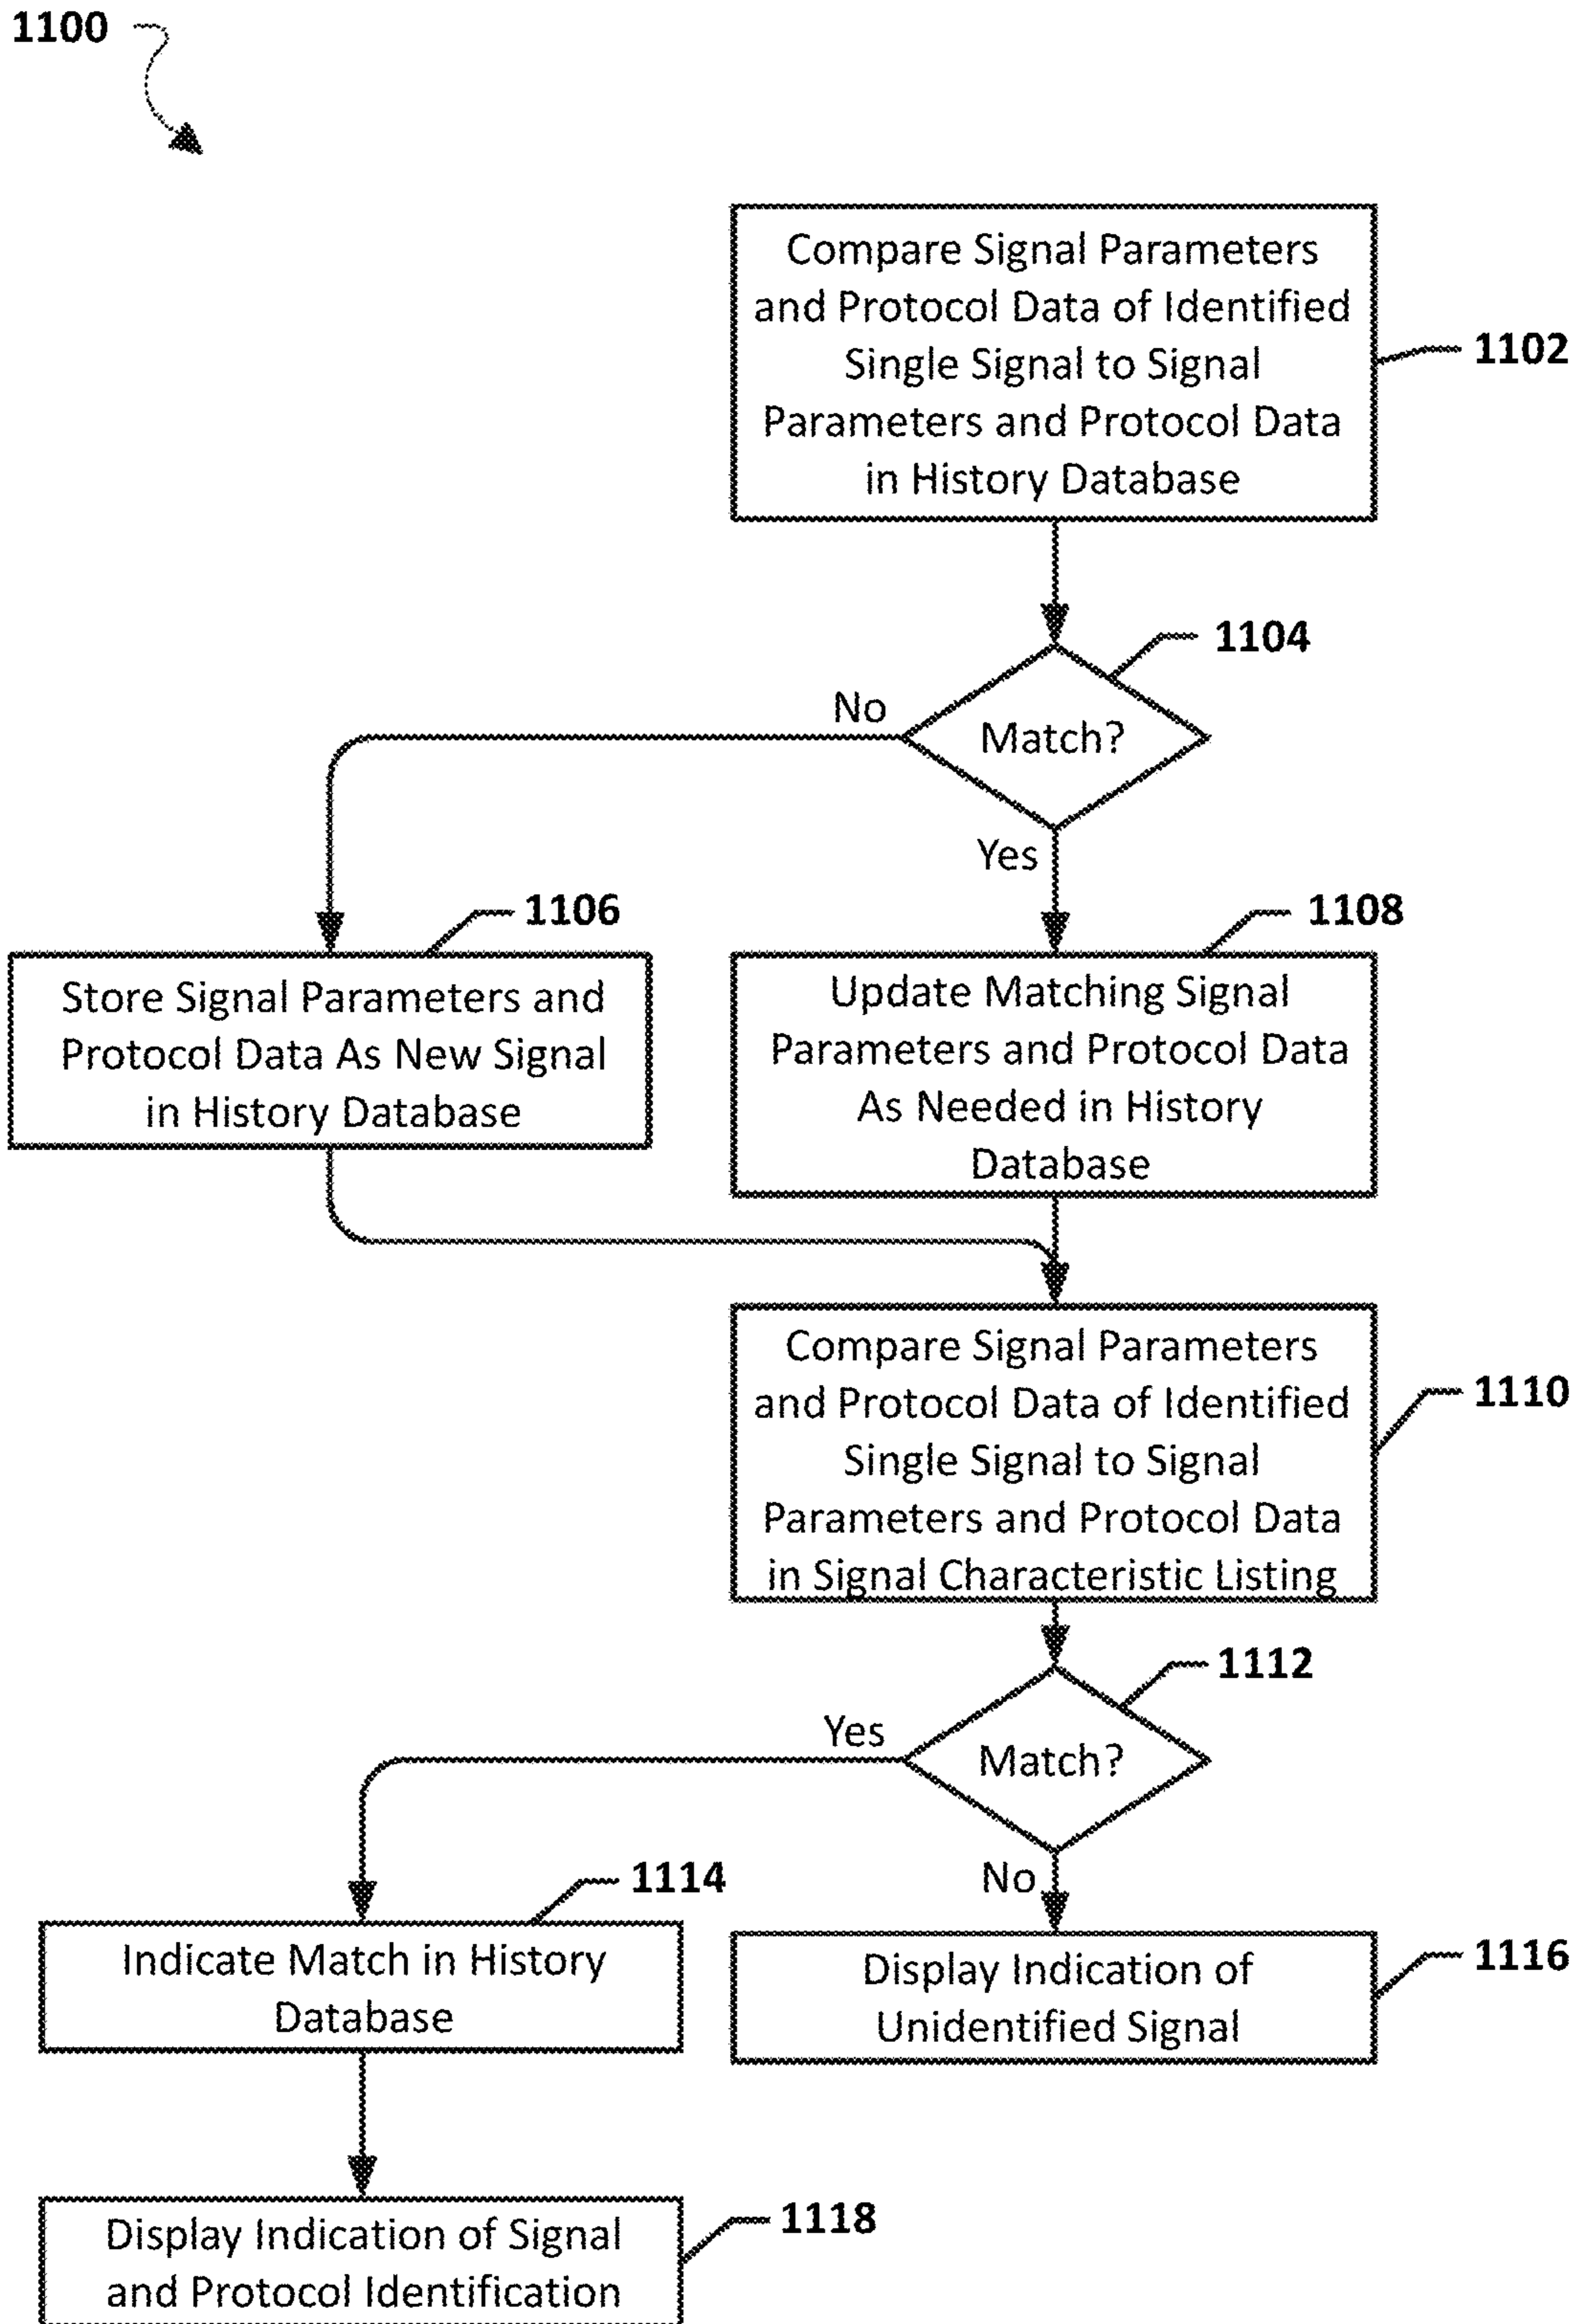 1100
Compare Signal Parameters
and Protocol Data of Identified
Single Signal to Signal
Parameters and Protocol Data
in History Database
1102
1104
Match?
No
Yes
1106
Store Signal Parameters and
Protocol Data As New Signal
in History Database
1108
Update Matching Signal
Parameters and Protocol Data
As Needed in History
Database
Compare Signal Parameters
and Protocol Data of Identified
Single Signal to Signal
Parameters and Protocol Data
in Signal Characteristic Listing
1110
1112
Match?
Yes
No
1114
Indicate Match in History
Database
Display Indication of
Unidentified Signal
1116
Display Indication of Signal
and Protocol Identification
1118